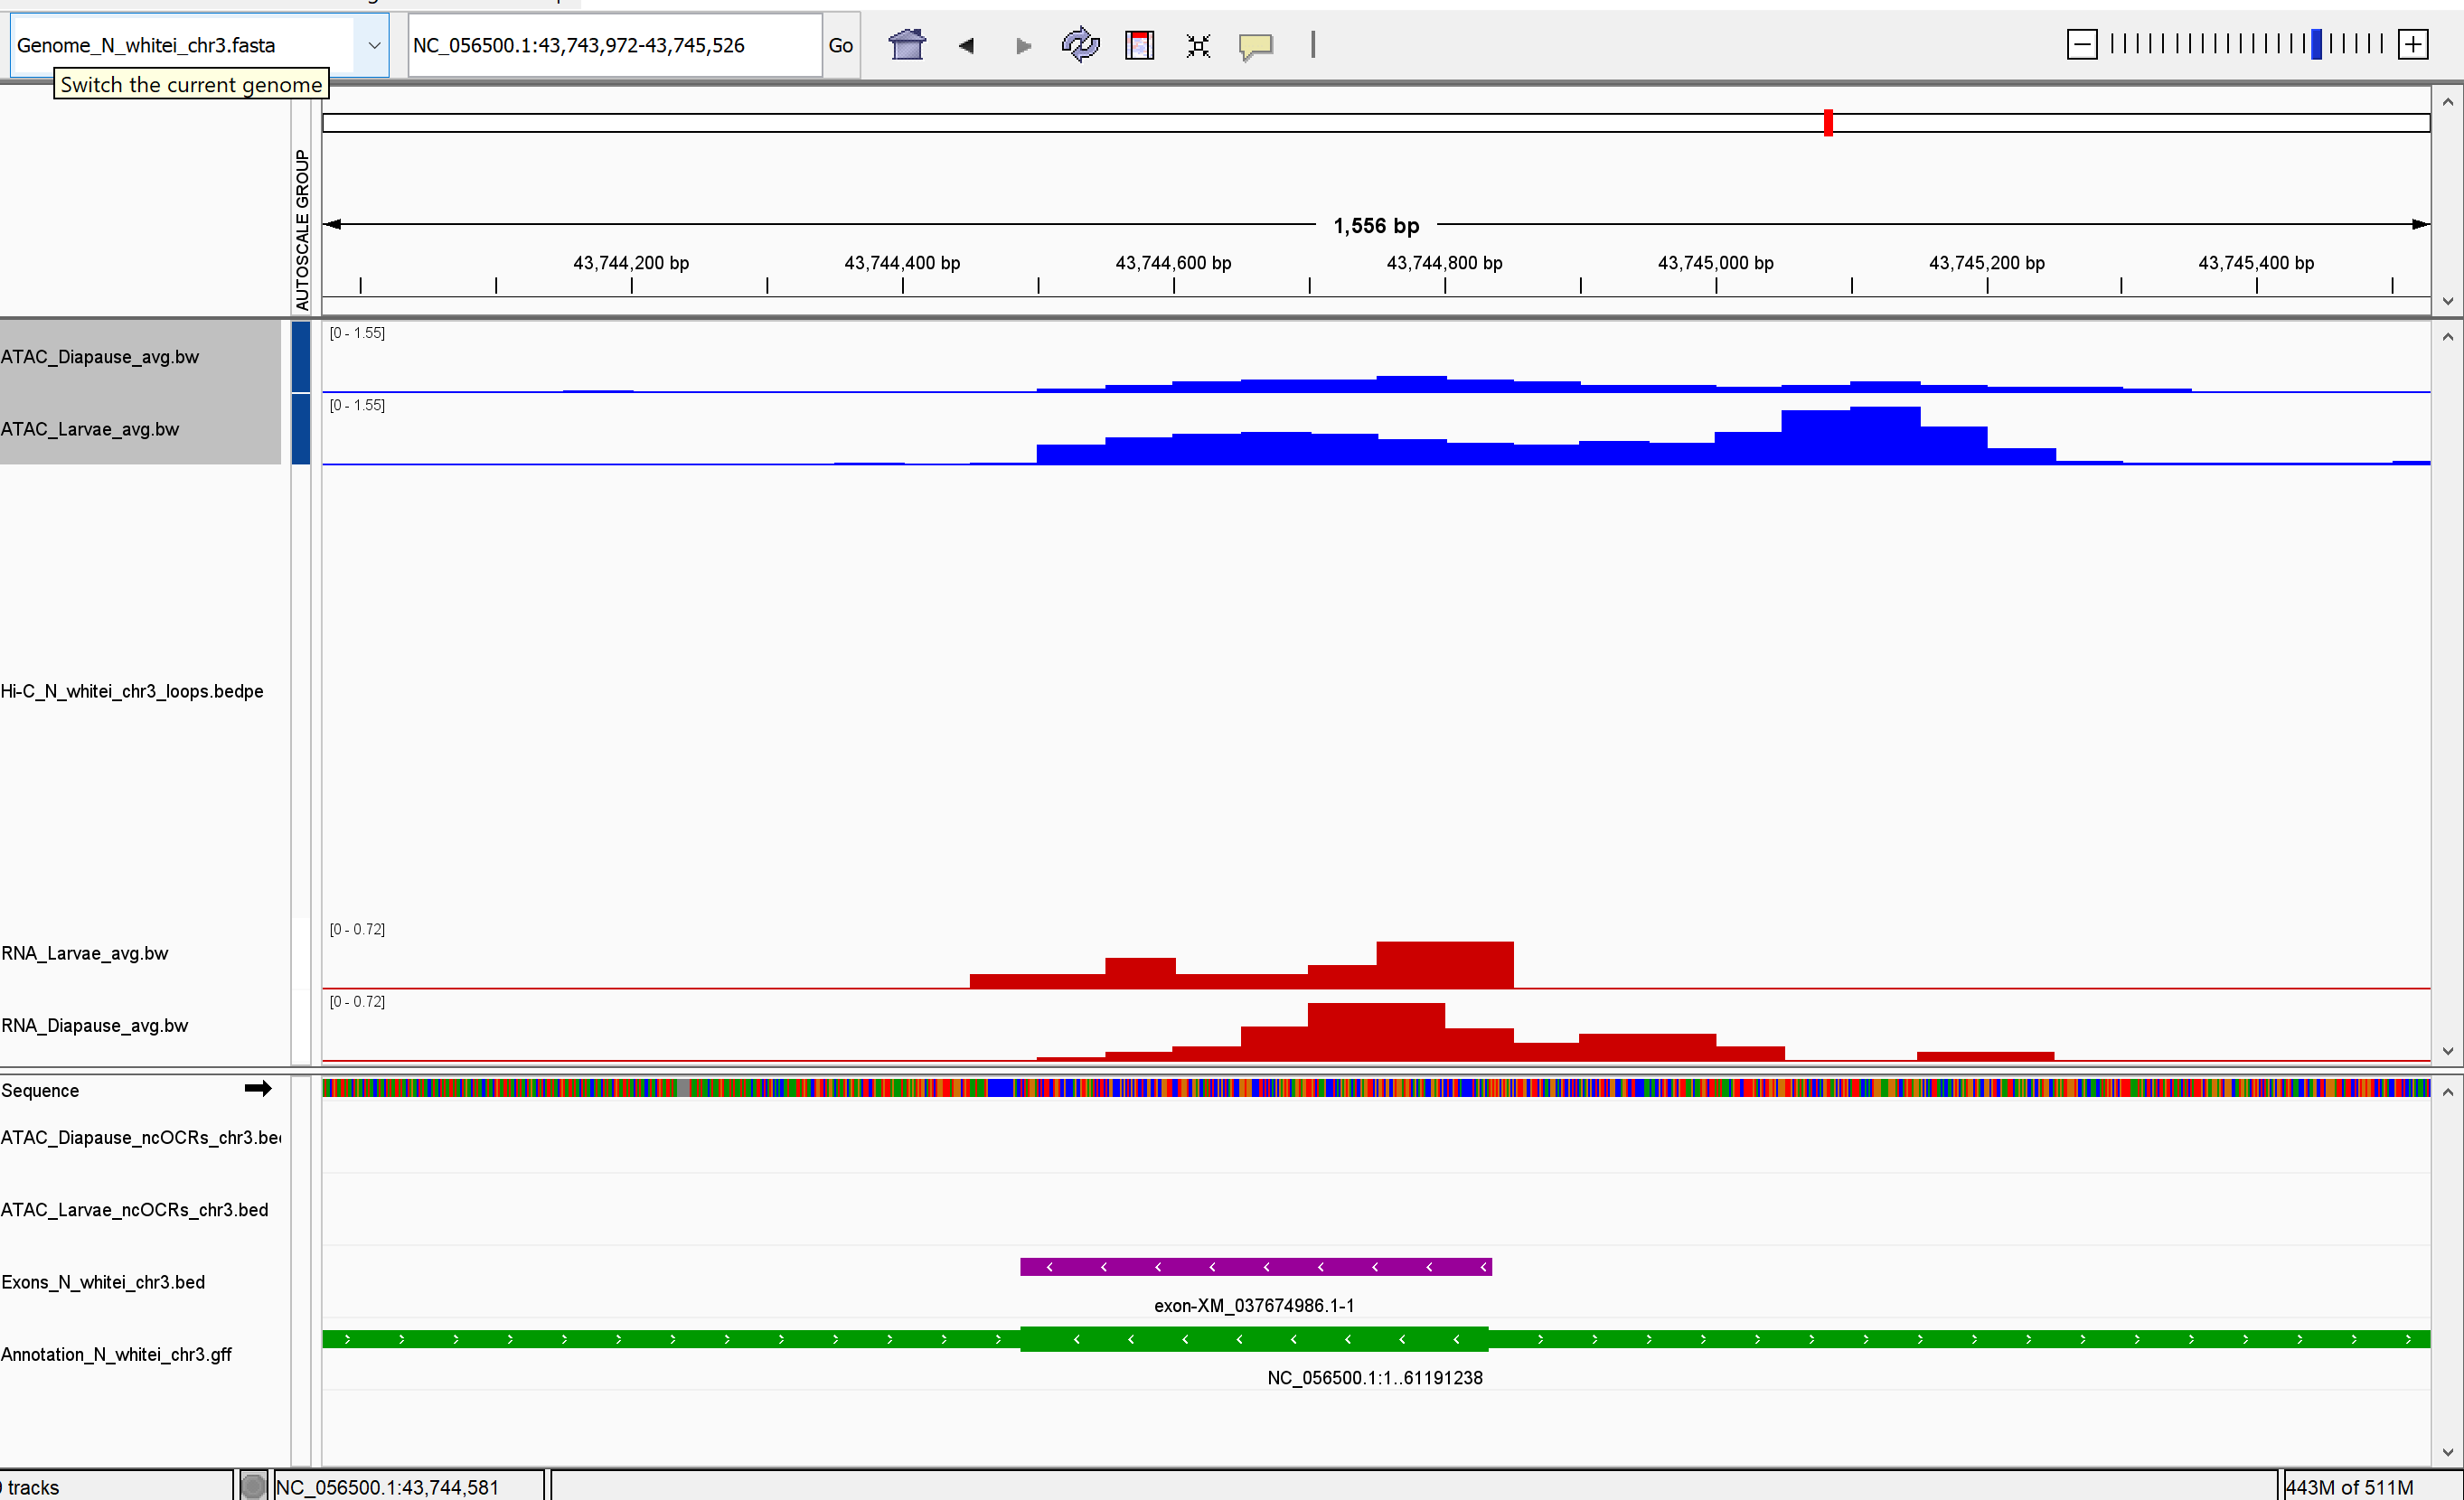 Genome_N_whitei_chr3.fasta
NC_056500.1:43,743,972-43,745,526
Go
Switch the current genome
AUTOSCALE GROUP
1,556 bp
43,744,200 bp
43,744,400 bp
43,744,600 bp
43,744,800 bp
43,745,000 bp
43,745,200 bp
43,745,400 bp
[0 - 1.55]
ATAC_Diapause_avg.bw
[0 - 1.55]
ATAC_Larvae_avg.bw
Hi-C_N_whitei_chr3_loops.bedpe
[0 - 0.72]
RNA_Larvae_avg.bw
[0 - 0.72]
RNA_Diapause_avg.bw
Sequence
ATAC_Diapause_ncOCRs_chr3.be
ATAC_Larvae_ncOCRs_chr3.bed
Exons_N_whitei_chr3.bed
exon-XM_037674986.1-1
Annotation_N_whitei_chr3.gff
NC_056500.1:1..61191238
tracks
NC_056500.1:43,744,581
443M of 511M